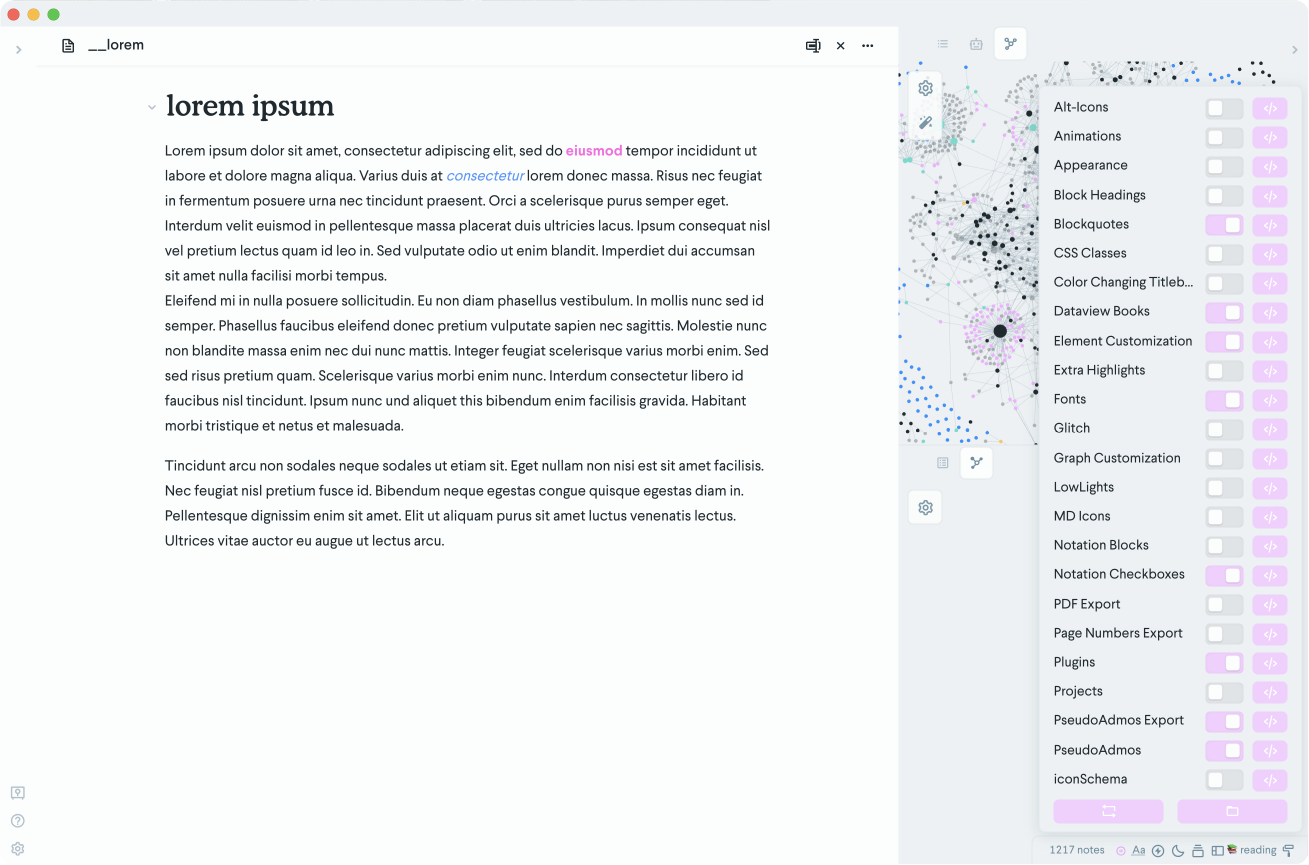 __lorem
lorem ipsum
Lorem ipsum dolor sit amet, consectetur adipiscing elit, sed do eiusmod tempor incididunt ut
labore et dolore magna aliqua. Varius duis at consectetur lorem donec massa. Risus nec feugiat
in fermentum posuere urna nec tincidunt praesent. Orci a scelerisque purus semper eget.
Interdum velit euismod in pellentesque massa placerat duis ultricies lacus. Ipsum consequat nisl
vel pretium lectus quam id leo in. Sed vulputate odio ut enim blandit. Imperdiet dui accumsan
sit amet nulla facilisi morbi tempus.
Eleifend mi in nulla posuere sollicitudin. Eu non diam phasellus vestibulum. In mollis nunc sed id
semper. Phasellus faucibus eleifend donec pretium vulputate sapien nec sagittis. Molestie nunc
non blandite massa enim nec dui nunc mattis. Integer feugiat scelerisque varius morbi enim. Sed
sed risus pretium quam. Scelerisque varius morbi enim nunc. Interdum consectetur libero id
faucibus nisl tincidunt. Ipsum nunc und aliquet this bibendum enim facilisis gravida. Habitant
morbi tristique et netus et malesuada.
Tincidunt arcu non sodales neque sodales ut etiam sit. Eget nullam non nisi est sit amet facilisis.
Nec feugiat nisl pretium fusce id. Bibendum neque egestas congue quisque egestas diam in.
Pellentesque dignissim enim sit amet. Elit ut aliquam purus sit amet luctus venenatis lectus.
Ultrices vitae auctor eu augue ut lectus arcu.
Alt-Icons
Animations
Appearance
Block Headings
Blockquotes
CSS Classes
Color Changing Titleb...
Dataview Books
Element Customization
Extra Highlights
Fonts
Glitch
Graph Customization
LowLights
MD Icons
Notation Blocks
Notation Checkboxes
PDF Export
Page Numbers Export
Plugins
Projects
PseudoAdmos Export
PseudoAdmos
iconSchema
1217 notes Aa reading